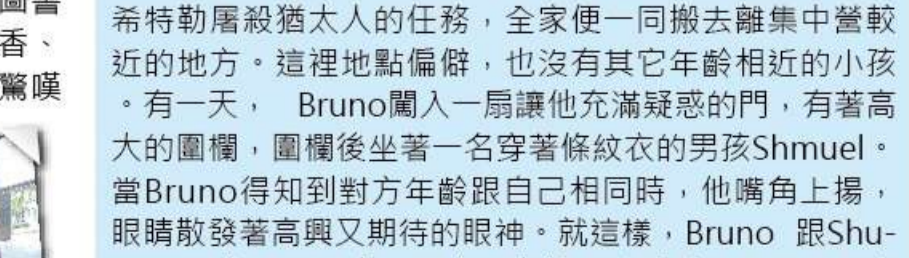 圖書
香、
驚嘆
希特勒屠殺猶太人的任務，全家便一同搬去離集中營較
近的地方。這裡地點偏僻，也沒有其它年齡相近的小孩
。有一天， Bruno闖入一扇讓他充滿疑惑的門，有著高
大的圍欄，圍欄後坐著一名穿著條紋衣的男孩Shmuel。
當Bruno得知到對方年齡跟自己相同時，他嘴角上揚，
眼睛散發著高興又期待的眼神。就這樣，Bruno 跟Shu-